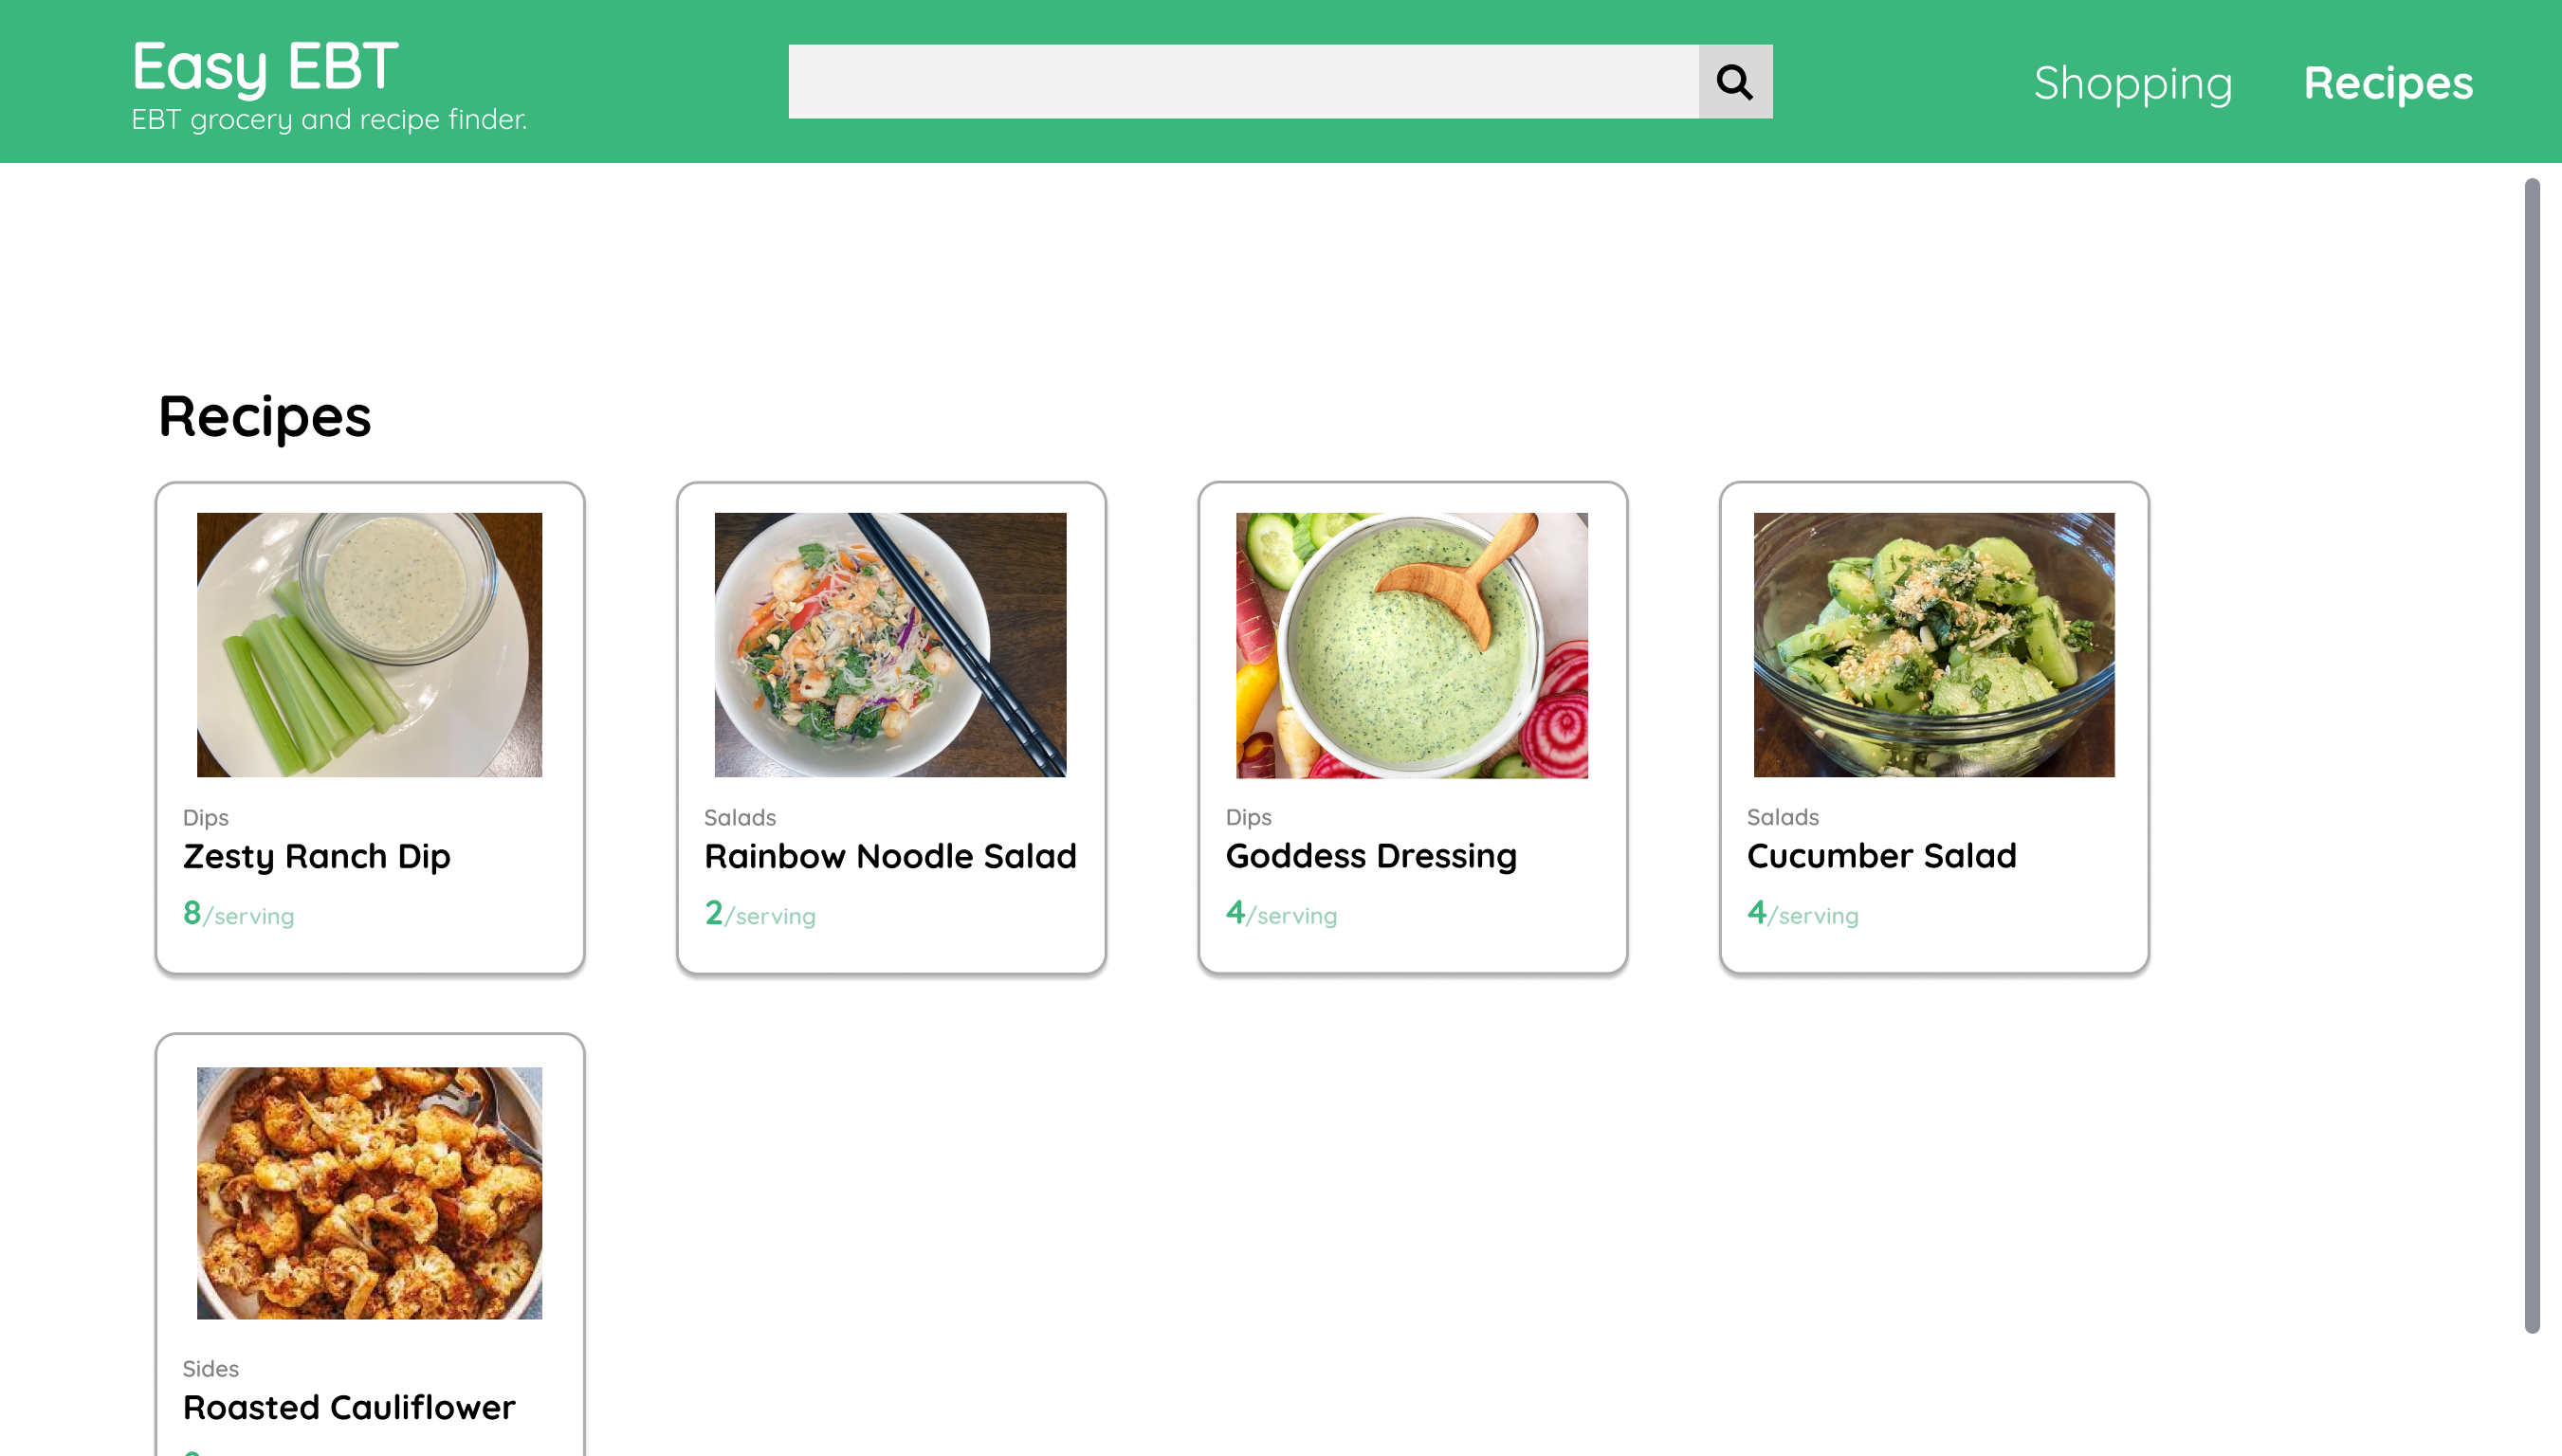 Easy EBT
EBT grocery and recipe finder.
Shopping
Recipes
Recipes
Dips
Zesty Ranch Dip
8/serving
Salads
Rainbow Noodle Salad
2/serving
Dips
Goddess Dressing
4/serving
Salads
Cucumber Salad
4/serving
Sides
Roasted Cauliflower